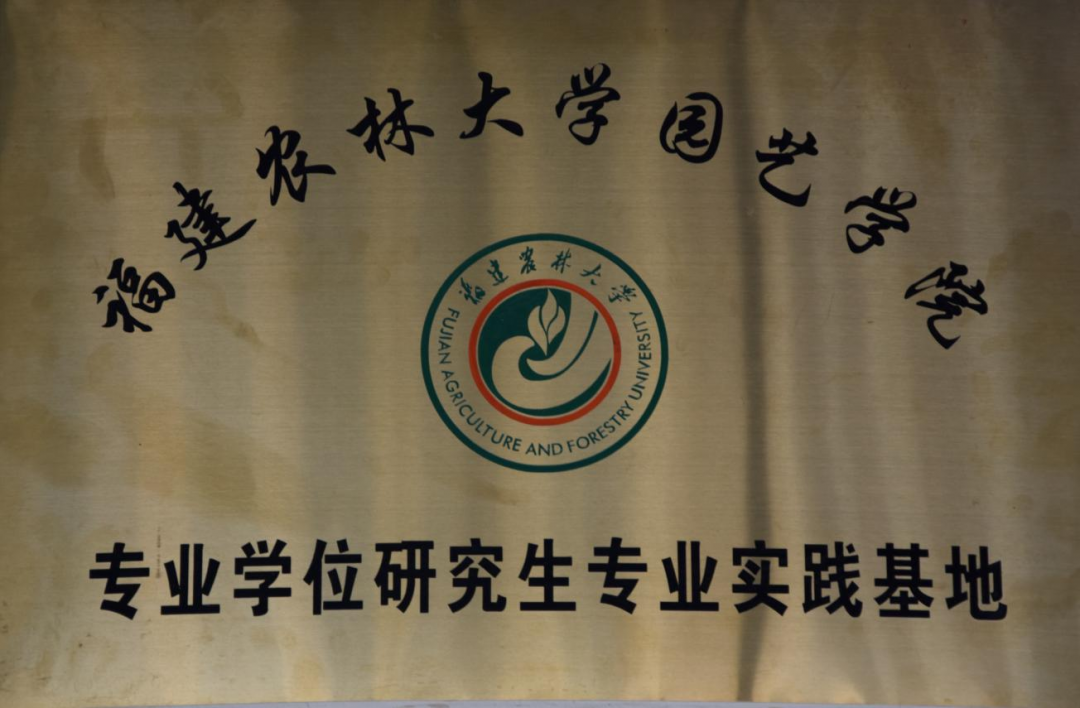 福建农林大学园艺学院
福建农林大学
FUJIAN AGRICULTURE AND FORESTRY UNIVERSITY
专业学位研究生专业实践基地